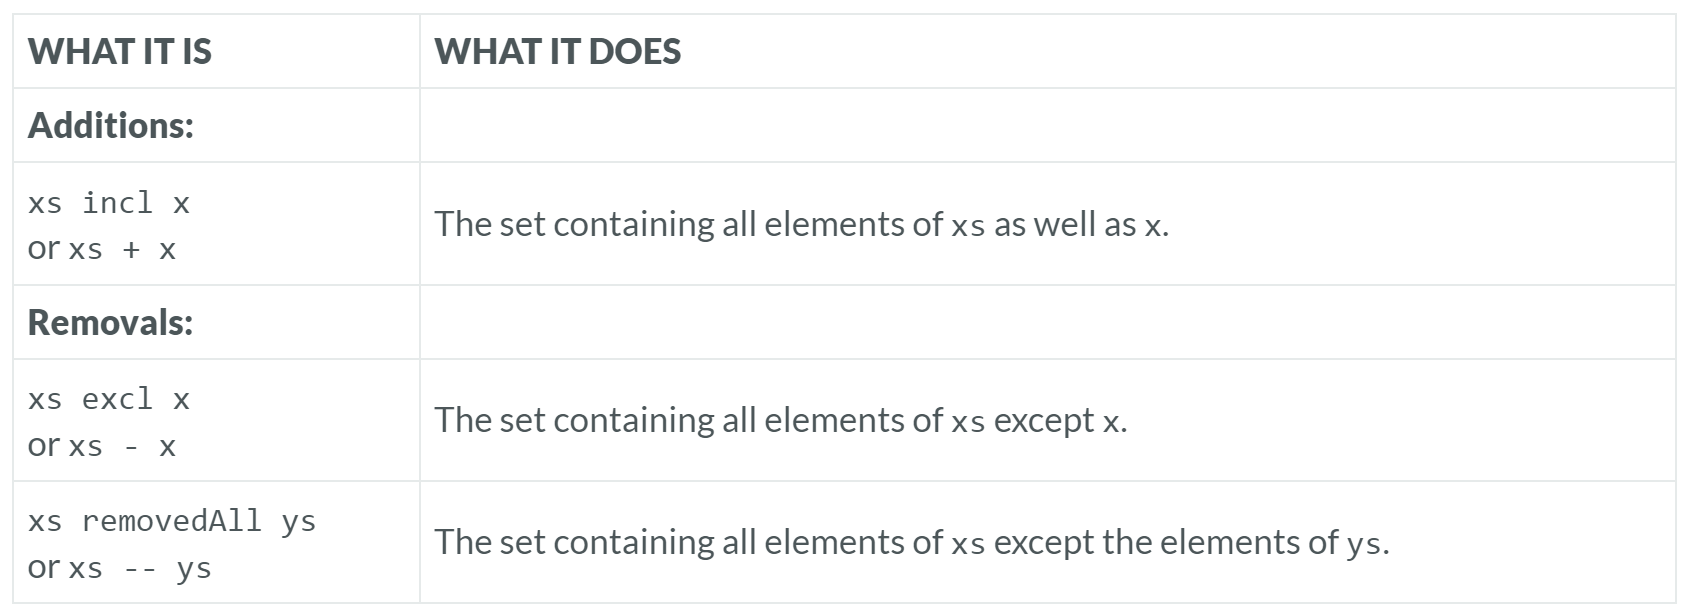 WHAT IT IS WHAT IT DOES
Additions:
xs incl x
or xs + x
The set containing all elements of xs as well as x.
Removals:
xs excl x
or xs - x
The set containing all elements of xs except x.
xs removedAll ys
or xs -- ys
The set containing all elements of xs except the elements of ys.